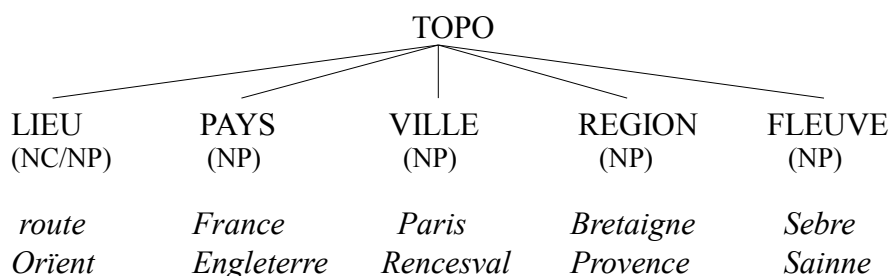 TOPO
LIEU PAYS VILLE REGION FLEUVE
(NC/NP) (NP) (NP) (NP) (NP)
route France Paris Bretaigne Sebre
Orïent Engleterre Rencesval Provence Sainne